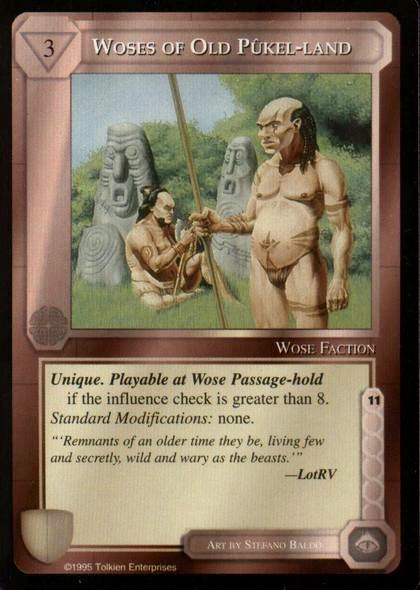 3
WOSES OF OLD PÛKEL-LAND
WOSE FACTION
Unique. Playable at Wose Passage-hold
if the influence check is greater than 8.
Standard Modifications: none.
11
“‘Remnants of an older time they be, living few
and secretly, wild and wary as the beasts.’”
—LotRV
ART BY STEFANO BALDO
©1995 Tolkien Enterprises